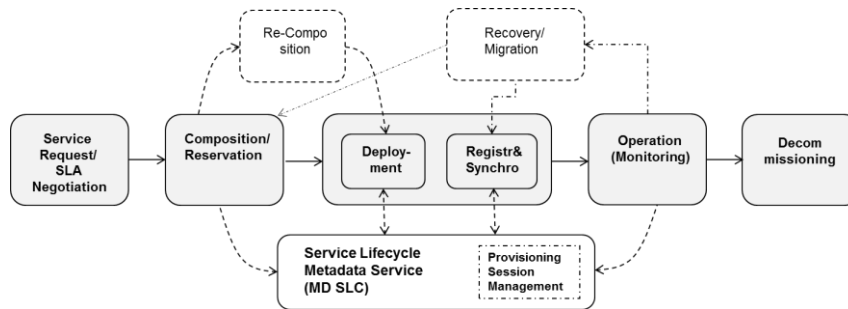 Re-Compo
sition
Recovery/
Migration
Service
Request/
SLA
Negotiation
Composition/
Reservation
Deploy-
ment
Registr&
Synchro
Operation
(Monitoring)
Decom
missioning
Service Lifecycle
Metadata Service
(MD SLC)
Provisioning
Session
Management